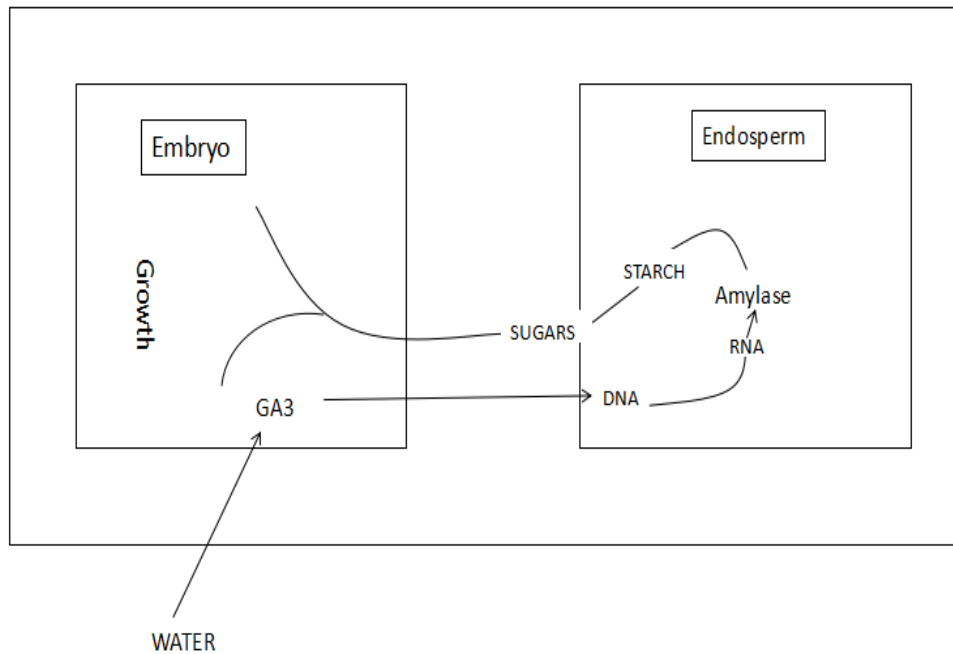 Embryo
Endosperm
Growth
STARCH
Amylase
SUGARS
RNA
GA3
DNA
WATER